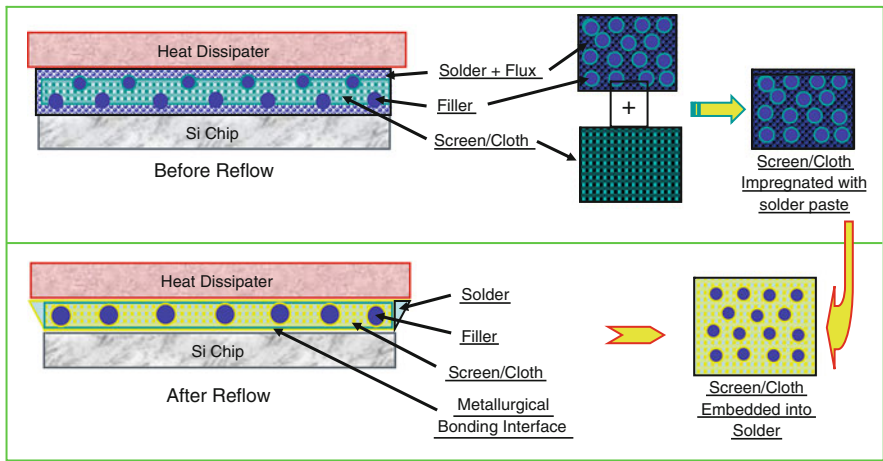 Heat Dissipater
Si Chip
Before Reflow
Solder + Flux
Filler
Screen/Cloth
+
Screen/Cloth
Impregnated with
solder paste
Heat Dissipater
Si Chip
After Reflow
Solder
Filler
Screen/Cloth
Metallurgical
Bonding Interface
Screen/Cloth
Embedded into
Solder